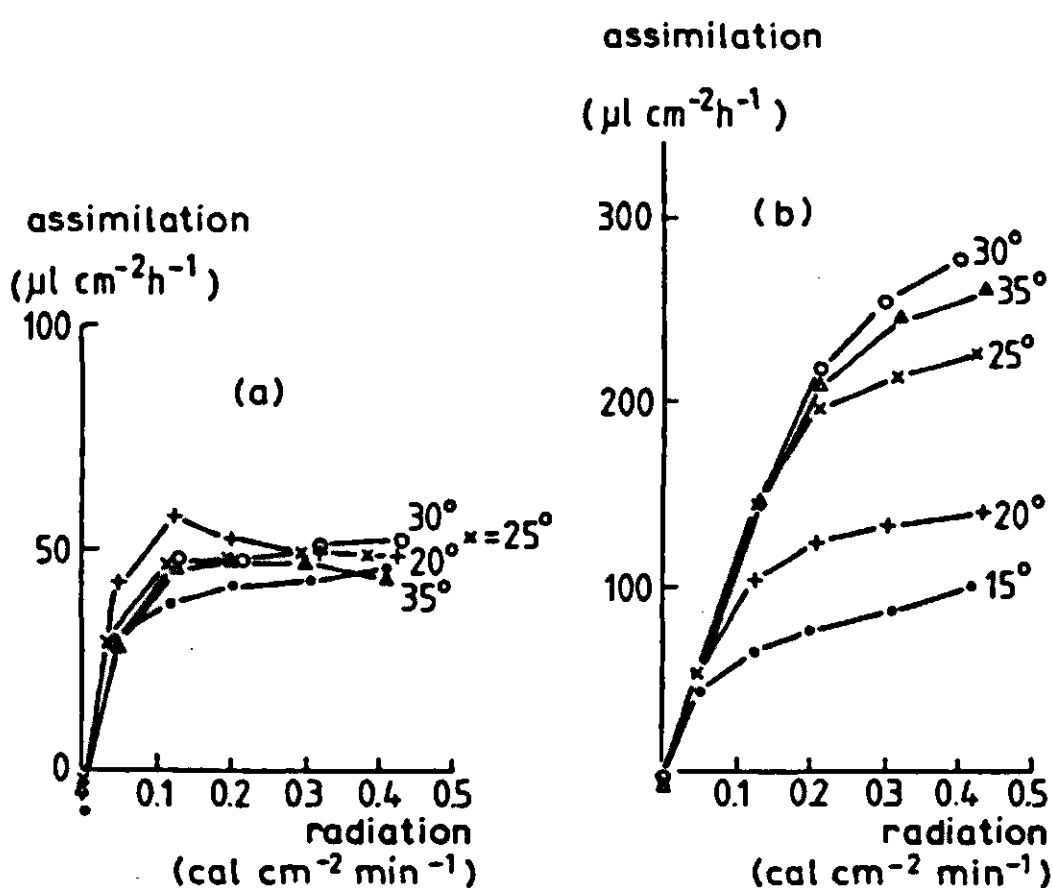 assimilation
(µl cm⁻²h⁻¹)
100
(a)
50
30°
x = 25°
20°
35°
0
0.1 0.2 0.3 0.4 0.5
radiation
(cal cm⁻² min⁻¹)
assimilation
(µl cm⁻²h⁻¹)
300
(b)
30°
35°
25°
200
20°
100
15°
0.1 0.2 0.3 0.4 0.5
radiation
(cal cm⁻² min⁻¹)